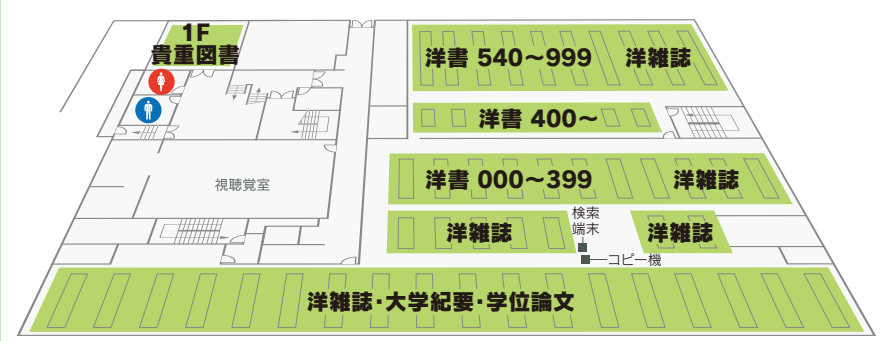 1F
貴重図書
洋書 540〜999
洋雑誌
洋書 400〜
視聴覚室
洋書 000〜399
洋雑誌
洋雑誌
検索
端末
洋雑誌
コピー機
洋雑誌・大学紀要・学位論文